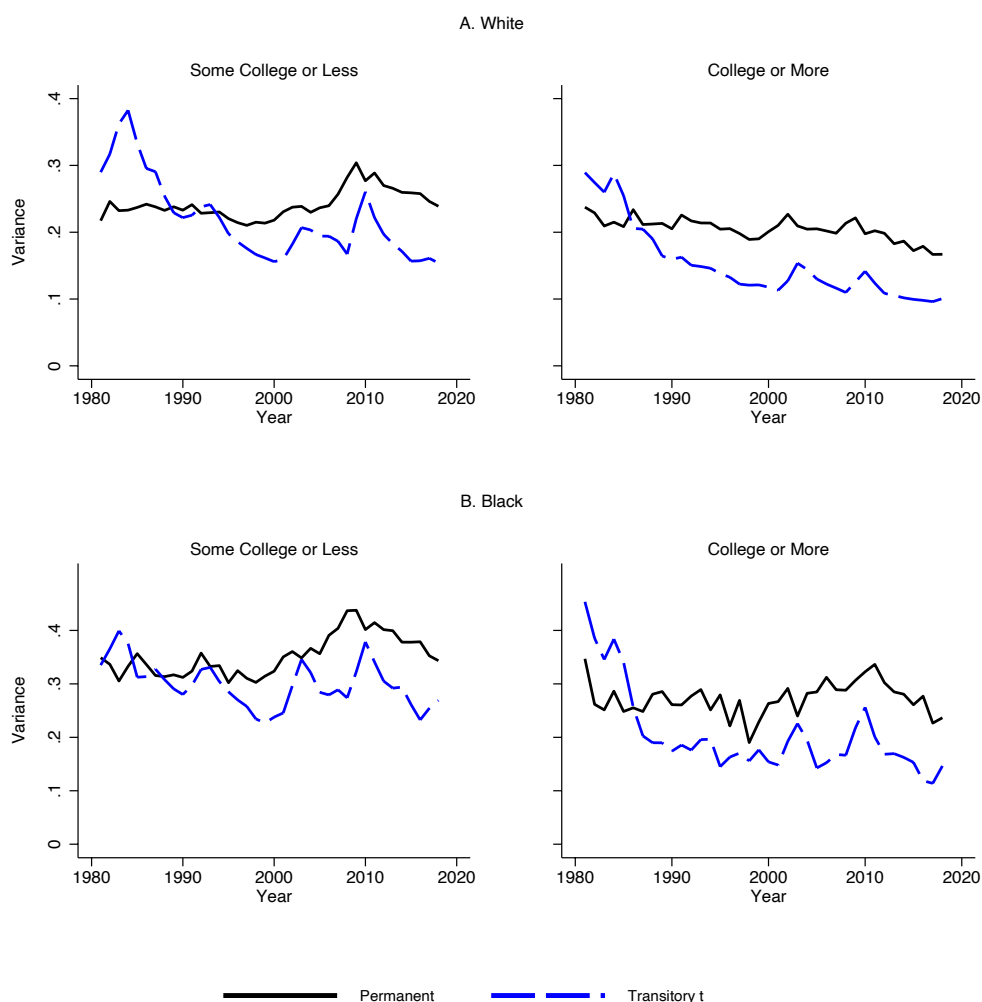 A. White
Some College or Less
College or More
Variance
.4
.3
.2
.1
0
1980 1990 2000 2010 2020
Year
1980 1990 2000 2010 2020
Year
B. Black
Some College or Less
College or More
Variance
.4
.3
.2
.1
0
1980 1990 2000 2010 2020
Year
1980 1990 2000 2010 2020
Year
Permanent Transitory t